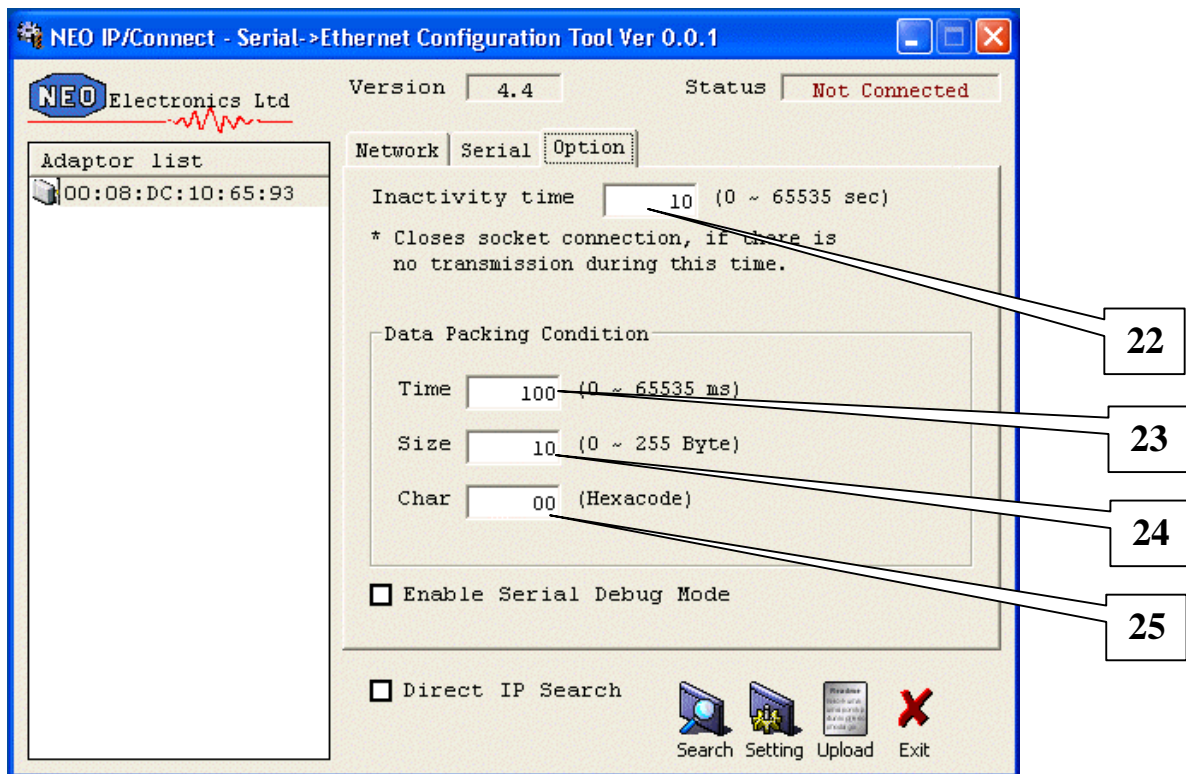 NEO IP/Connect - Serial->Ethernet Configuration Tool Ver 0.0.1
NEO Electronics Ltd
Version 4.4 Status Not Connected
Adaptor list
00:08:DC:10:65:93
Network Serial Option
Inactivity time 10 (0 ~ 65535 sec)
* Closes socket connection, if there is
no transmission during this time.
22
Data Packing Condition
Time 100 (0 ~ 65535 ms)
23
Size 10 (0 ~ 255 Byte)
24
Char 00 (Hexacode)
25
Enable Serial Debug Mode
Direct IP Search
Search Setting Upload Exit
Readme